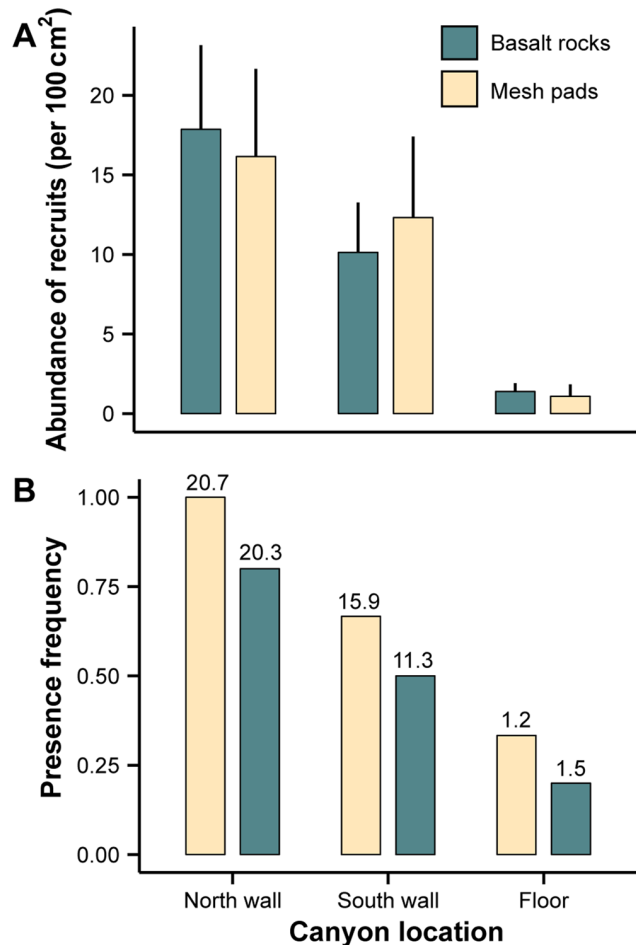 A
Abundance of recruits (per 100 cm²)
20
15
10
5
0
Basalt rocks
Mesh pads
B
Presence frequency
1.00
0.75
0.50
0.25
0.00
20.7
20.3
15.9
11.3
1.2
1.5
North wall South wall Floor
Canyon location